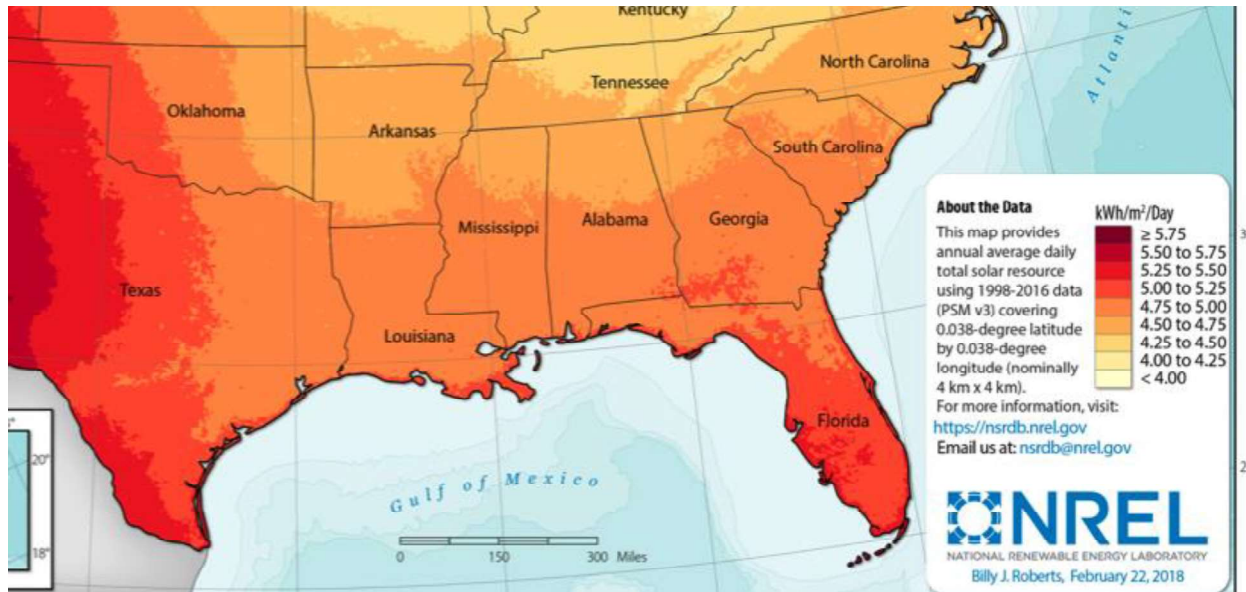 Kentucky
North Carolina
Tennessee
Oklahoma
Arkansas
South Carolina
Mississippi
Alabama
Georgia
Texas
Louisiana
Florida
Atlanti
Gulf of Mexico
0 150 300 Miles
20°
18°
3
2
About the Data
This map provides
annual average daily
total solar resource
using 1998-2016 data
(PSM v3) covering
0.038-degree latitude
by 0.038-degree
longitude (nominally
4 km x 4 km).
For more information, visit:
https://nsrdb.nrel.gov
Email us at: nsrdb@nrel.gov
kWh/m²/Day
≥ 5.75
5.50 to 5.75
5.25 to 5.50
5.00 to 5.25
4.75 to 5.00
4.50 to 4.75
4.25 to 4.50
4.00 to 4.25
< 4.00
NREL
NATIONAL RENEWABLE ENERGY LABORATORY
Billy J. Roberts, February 22, 2018